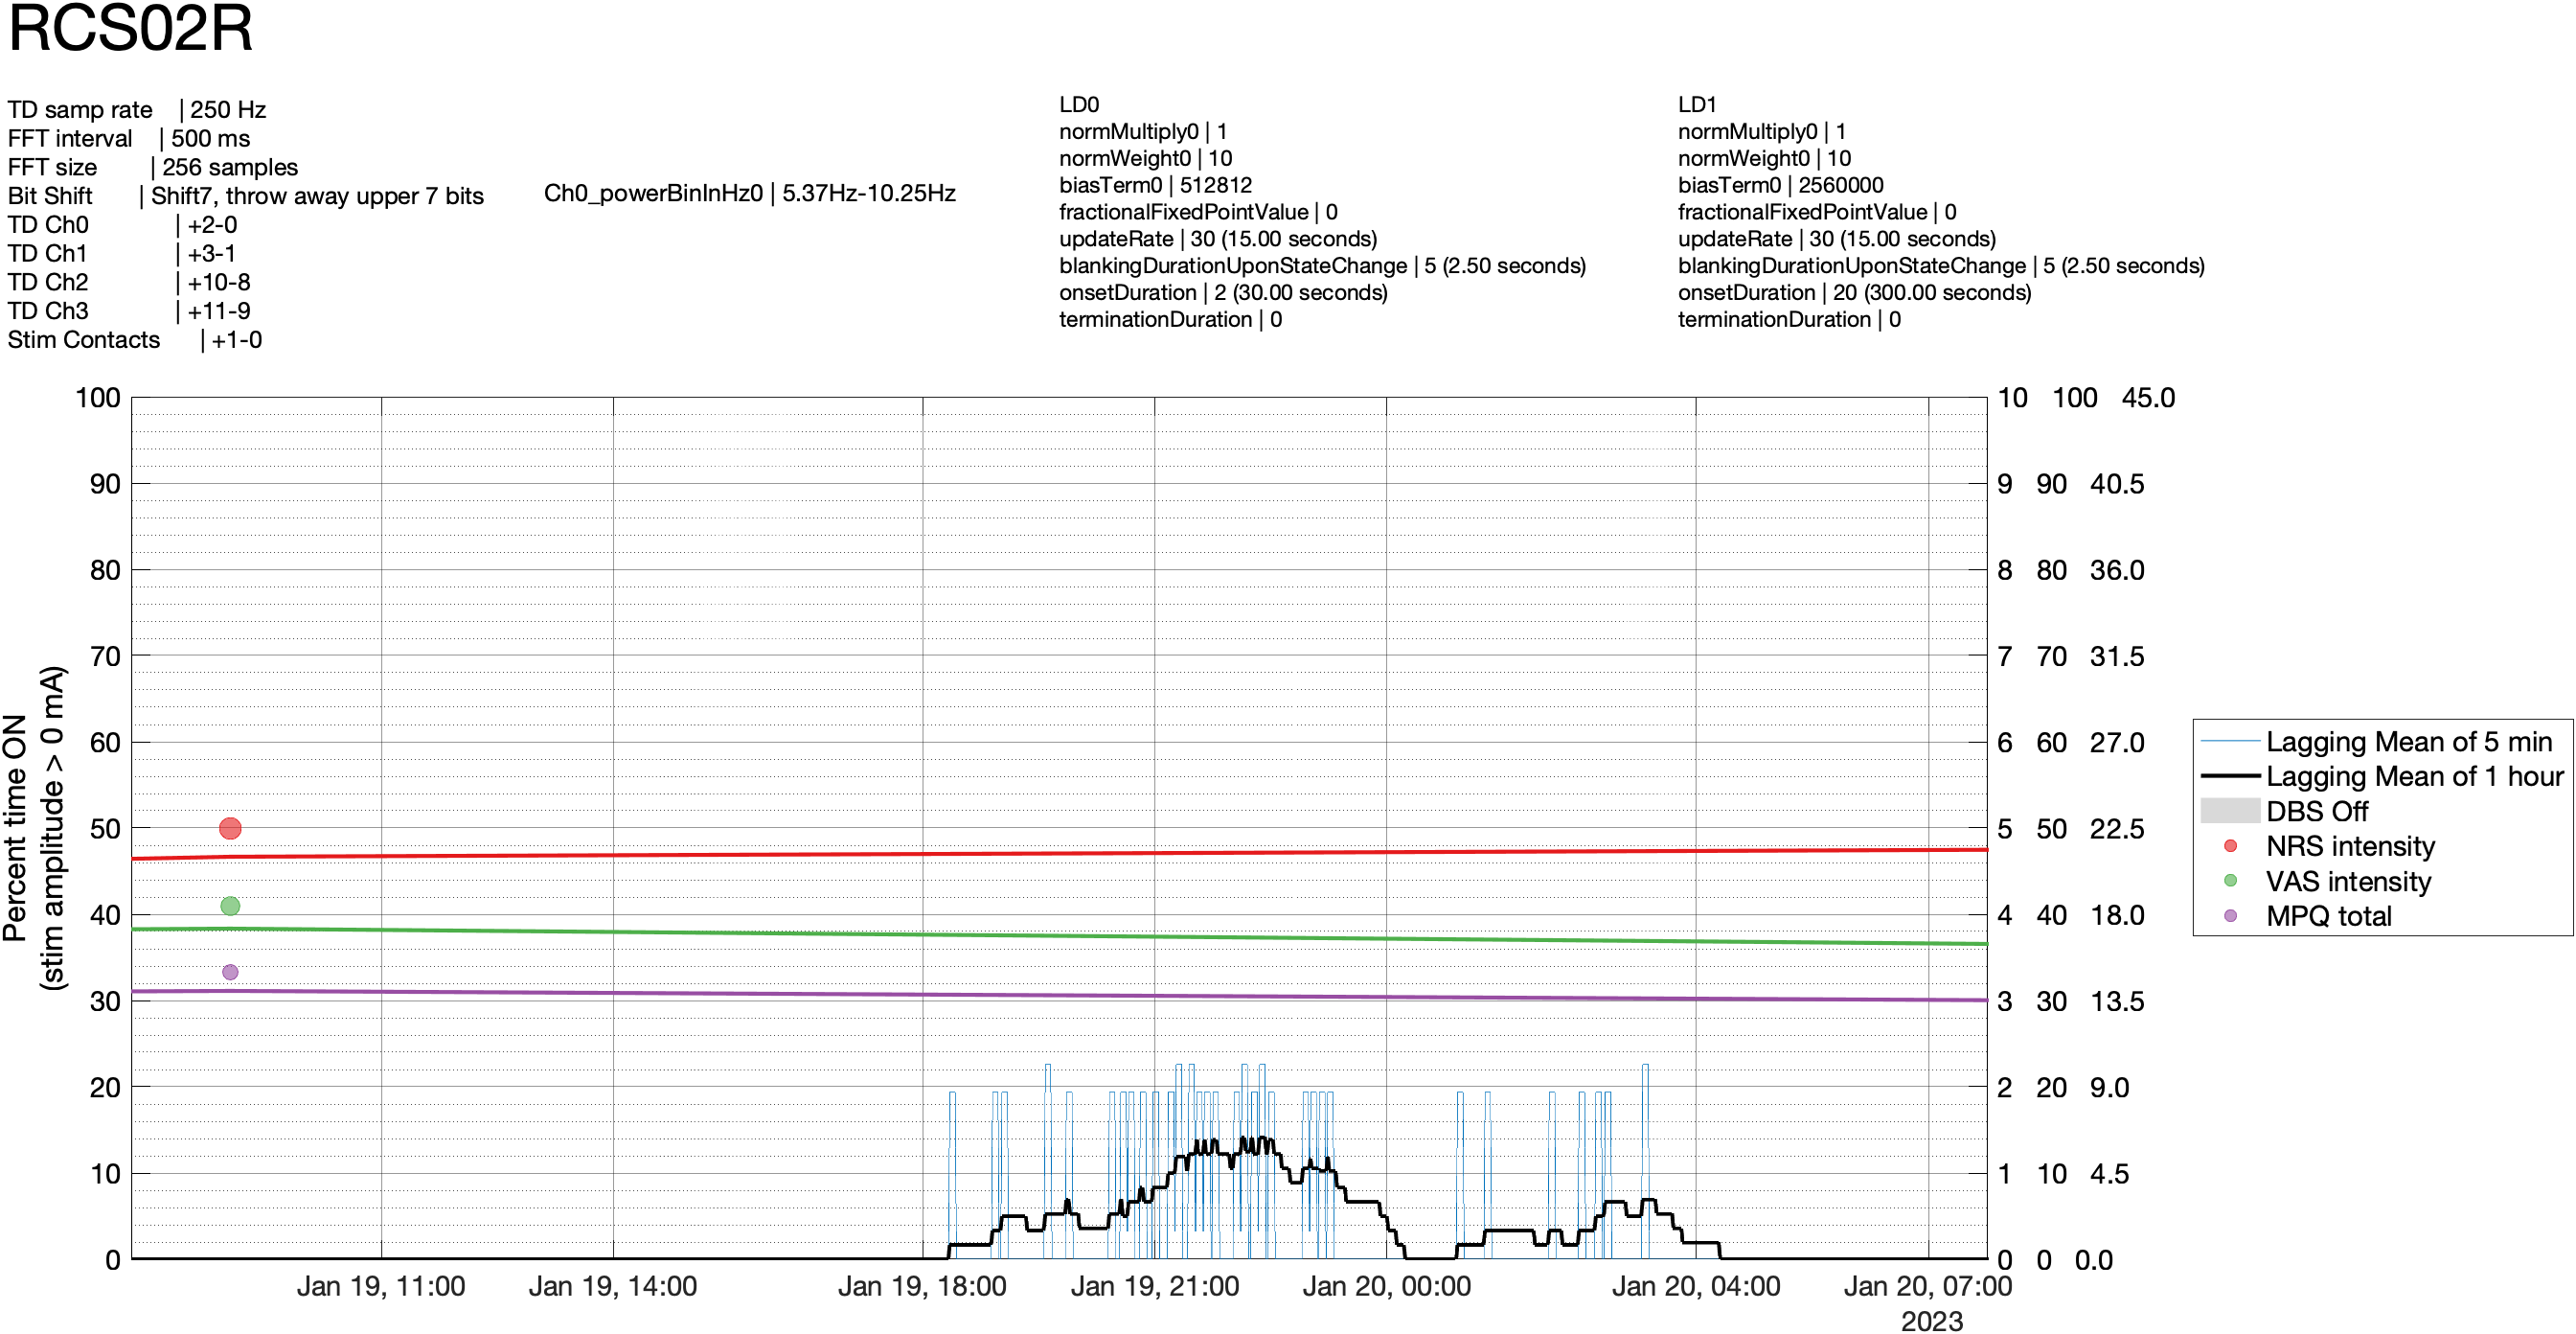 RCS02R
TD samp rate | 250 Hz
FFT interval | 500 ms
FFT size | 256 samples
Bit Shift | Shift7, throw away upper 7 bits
TD Ch0 | +2-0
TD Ch1 | +3-1
TD Ch2 | +10-8
TD Ch3 | +11-9
Stim Contacts | +1-0
Ch0_powerBinInHz0 | 5.37Hz-10.25Hz
LD0
normMultiply0 | 1
normWeight0 | 10
biasTerm0 | 512812
fractionalFixedPointValue | 0
updateRate | 30 (15.00 seconds)
blankingDurationUponStateChange | 5 (2.50 seconds)
onsetDuration | 2 (30.00 seconds)
terminationDuration | 0
LD1
normMultiply0 | 1
normWeight0 | 10
biasTerm0 | 2560000
fractionalFixedPointValue | 0
updateRate | 30 (15.00 seconds)
blankingDurationUponStateChange | 5 (2.50 seconds)
onsetDuration | 20 (300.00 seconds)
terminationDuration | 0
Percent time ON
(stim amplitude > 0 mA)
100
90
80
70
60
50
40
30
20
10
0
10 100 45.0
9 90 40.5
8 80 36.0
7 70 31.5
6 60 27.0
5 50 22.5
4 40 18.0
3 30 13.5
2 20 9.0
1 10 4.5
0 0 0.0
Jan 19, 11:00
Jan 19, 14:00
Jan 19, 18:00
Jan 19, 21:00
Jan 20, 00:00
Jan 20, 04:00
Jan 20, 07:00
2023
Lagging Mean of 5 min
Lagging Mean of 1 hour
DBS Off
NRS intensity
VAS intensity
MPQ total